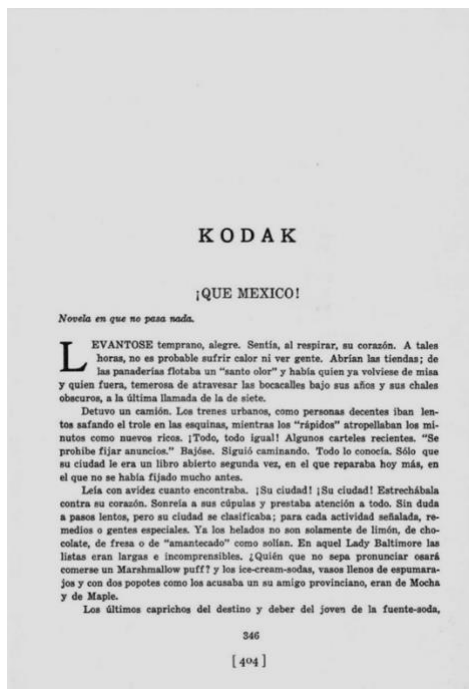 KODAK
¡QUE MEXICO!
Novela en que no pasa nada.
LEVANTOSE temprano, alegre. Sentía, al respirar, su corazón. A tales
horas, no es probable sufrir calor ni ver gente. Abrían las tiendas; de
las panaderías flotaba un "santo olor" y había quien ya volviese de misa
y quien fuera, temerosa de atravesar las bocacalles bajo sus años y sus chales
obscuros, a la última llamada de la de siete.
Detuvo un camión. Los trenes urbanos, como personas decentes iban len-
tos safando el trole en las esquinas, mientras los "rápidos" atropellaban los mi-
nutos como nuevos ricos. ¡Todo, todo igual! Algunos carteles recientes. "Se
prohibe fijar anuncios." Bajóse. Siguió caminando. Todo lo conocía. Sólo que
su ciudad le era un libro abierto segunda vez, en el que reparaba hoy más, en
el que no se había fijado mucho antes.
Leía con avidez cuanto encontraba. ¡Su ciudad! ¡Su ciudad! Estrechábala
contra su corazón. Sonreía a sus cúpulas y prestaba atención a todo. Sin duda
a pasos lentos, pero su ciudad se clasificaba; para cada actividad señalada, re-
medios o gentes especiales. Ya los helados no son solamente de limón, de cho-
colate, de fresa o de "amantecado" como solían. En aquel Lady Baltimore las
listas eran largas e incomprensibles. ¿Quién que no sepa pronunciar osará
comerse un Marshmallow puff? y los ice-cream-sodas, vasos llenos de espumara-
jos y con dos popotes como los acusaba un su amigo provinciano, eran de Mocha
y de Maple.
Los últimos caprichos del destino y deber del joven de la fuente-soda,
346
[404]